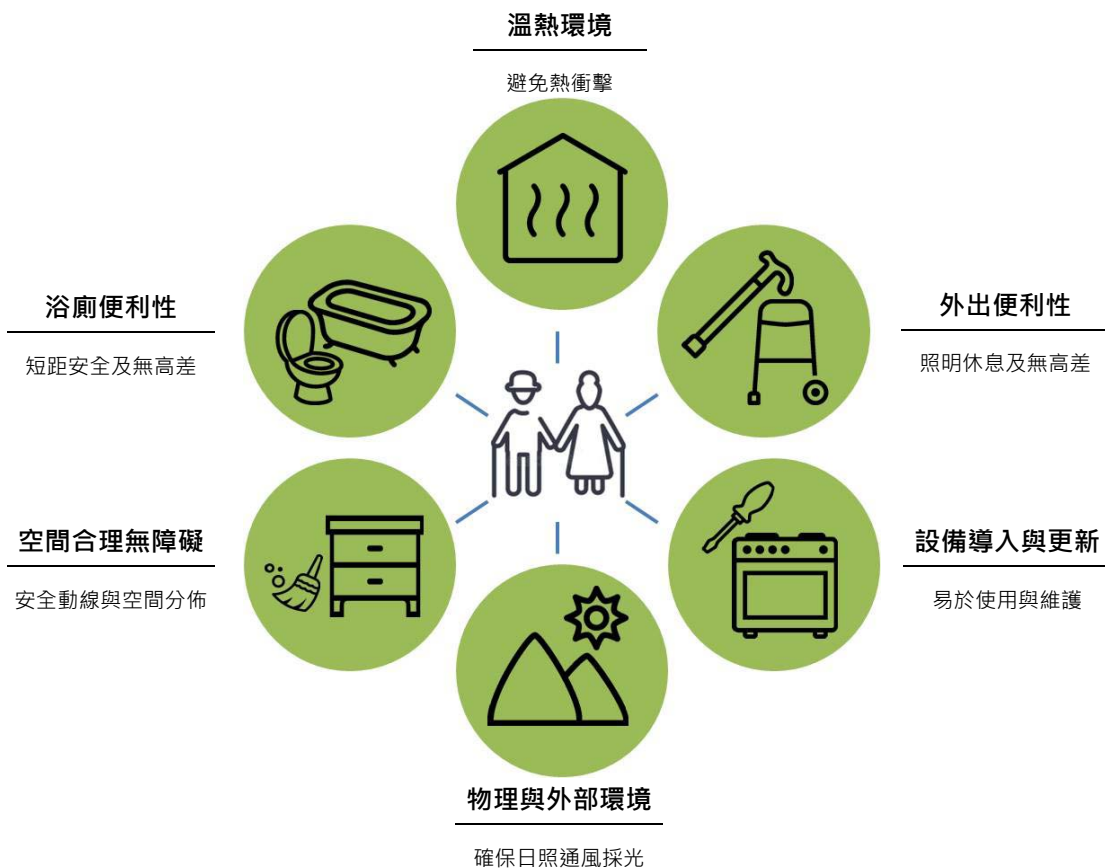 溫熱環境
避免熱衝擊
浴廁便利性
短距安全及無高差
外出便利性
照明休息及無高差
空間合理無障礙
安全動線與空間分佈
設備導入與更新
易於使用與維護
物理與外部環境
確保日照通風採光